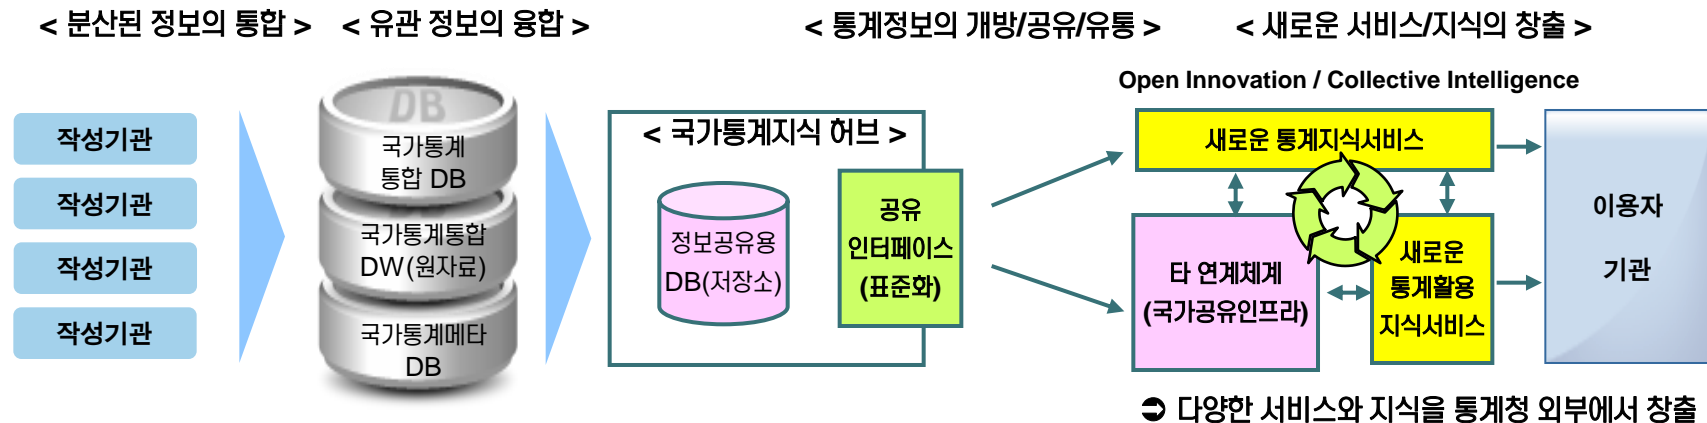 < 분산된 정보의 통합 >
< 유관 정보의 융합 >
< 통계정보의 개방/공유/유통 >
< 새로운 서비스/지식의 창출 >
Open Innovation / Collective Intelligence
작성기관
작성기관
작성기관
작성기관
DB
국가통계
통합 DB
국가통계통합
DW(원자료)
국가통계메타
DB
< 국가통계지식 허브 >
정보공유용
DB(저장소)
공유
인터페이스
(표준화)
새로운 통계지식서비스
타 연계체계
(국가공유인프라)
새로운
통계활용
지식서비스
이용자
기관
➲ 다양한 서비스와 지식을 통계청 외부에서 창출